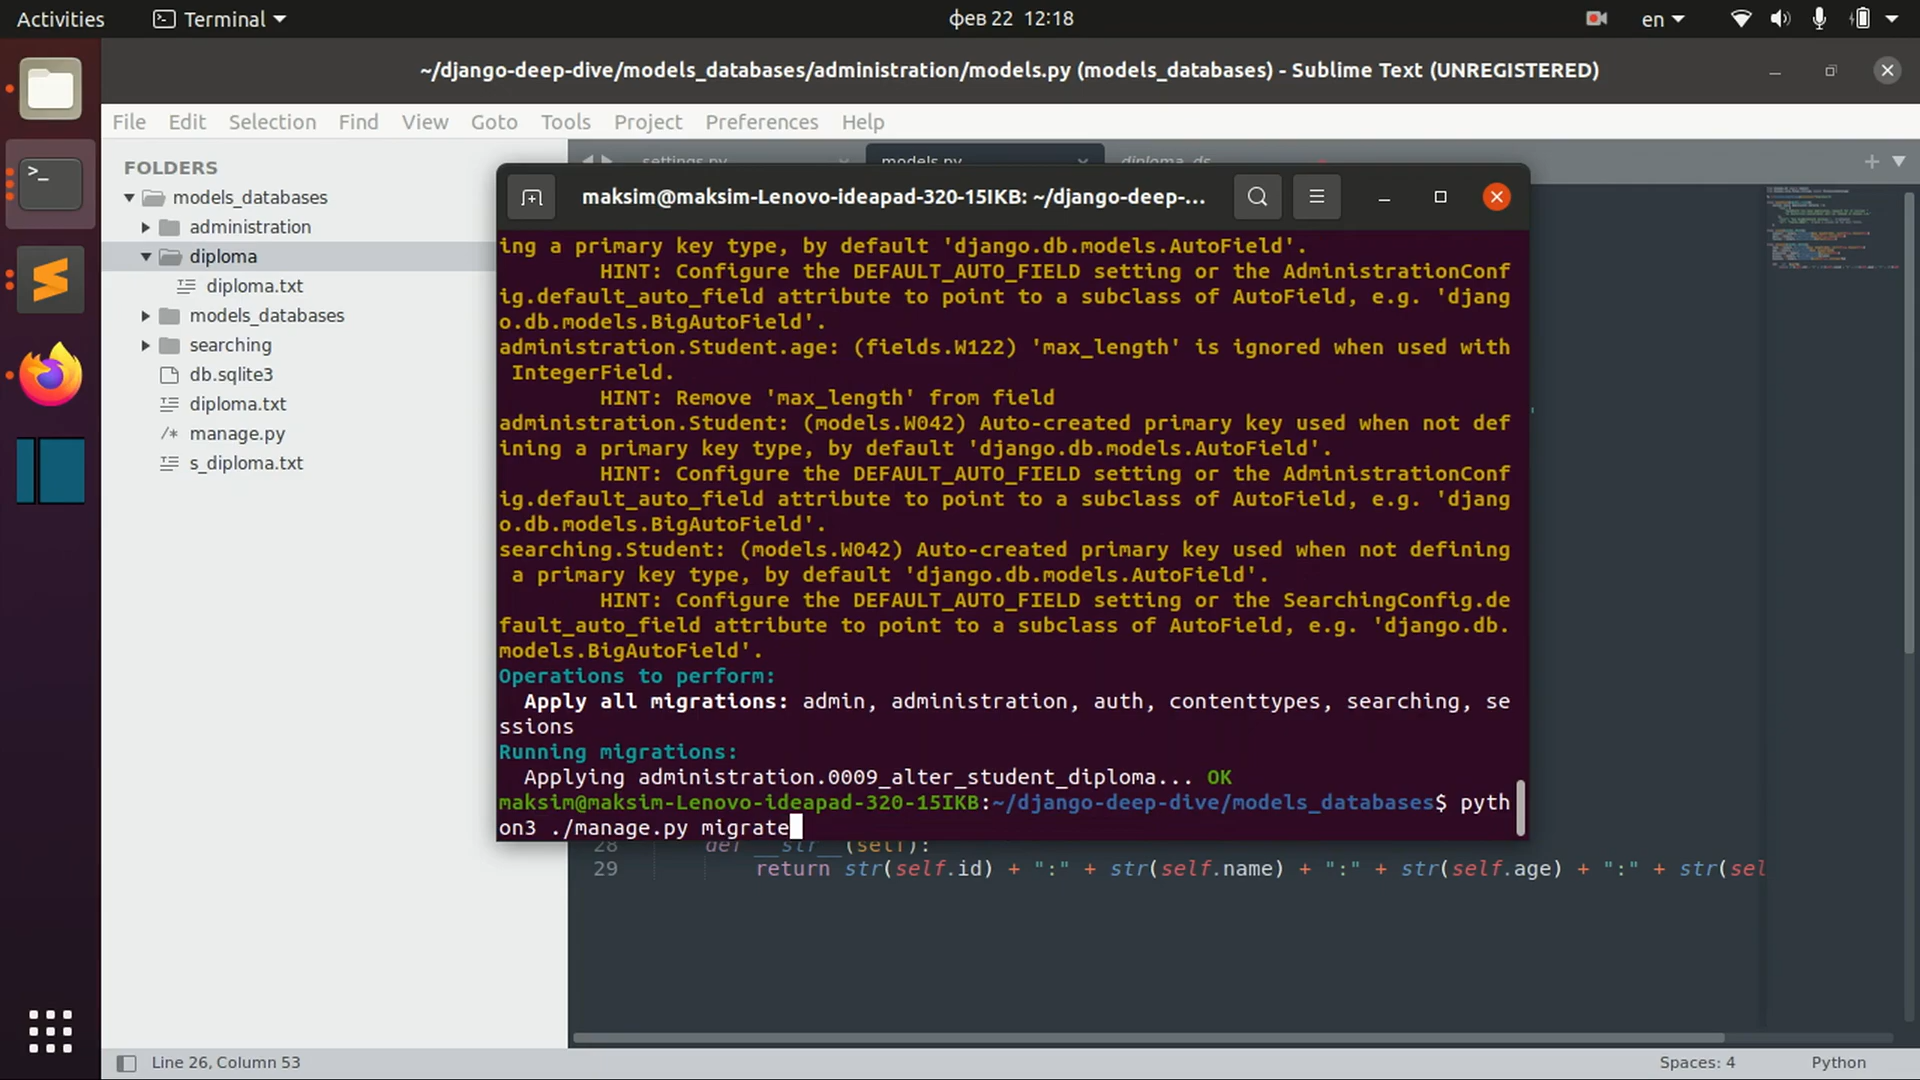 Activities
Terminal
фев 22 12:18
en
~/django-deep-dive/models_databases/administration/models.py (models_databases) - Sublime Text (UNREGISTERED)
File Edit Selection Find View Goto Tools Project Preferences Help
FOLDERS
models_databases
administration
diploma
diploma.txt
models_databases
searching
db.sqlite3
diploma.txt
/* manage.py
s_diploma.txt
settings.py
models.py
diploma_ds
maksim@maksim-Lenovo-ideapad-320-15IKB: ~/django-deep-...
ing a primary key type, by default 'django.db.models.AutoField'.
HINT: Configure the DEFAULT_AUTO_FIELD setting or the AdministrationConf
ig.default_auto_field attribute to point to a subclass of AutoField, e.g. 'djang
o.db.models.BigAutoField'.
administration.Student.age: (fields.W122) 'max_length' is ignored when used with
IntegerField.
HINT: Remove 'max_length' from field
administration.Student: (models.W042) Auto-created primary key used when not def
ining a primary key type, by default 'django.db.models.AutoField'.
HINT: Configure the DEFAULT_AUTO_FIELD setting or the AdministrationConf
ig.default_auto_field attribute to point to a subclass of AutoField, e.g. 'djang
o.db.models.BigAutoField'.
searching.Student: (models.W042) Auto-created primary key used when not defining
a primary key type, by default 'django.db.models.AutoField'.
HINT: Configure the DEFAULT_AUTO_FIELD setting or the SearchingConfig.de
fault_auto_field attribute to point to a subclass of AutoField, e.g. 'django.db.
models.BigAutoField'.
Operations to perform:
Apply all migrations: admin, administration, auth, contenttypes, searching, se
ssions
Running migrations:
Applying administration.0009_alter_student_diploma... OK
maksim@maksim-Lenovo-ideapad-320-15IKB:~/django-deep-dive/models_databases$ pyth
on3 ./manage.py migrate
28 def __str__(self):
29 return str(self.id) + ":" + str(self.name) + ":" + str(self.age) + ":" + str(sel
Line 26, Column 53
Spaces: 4
Python